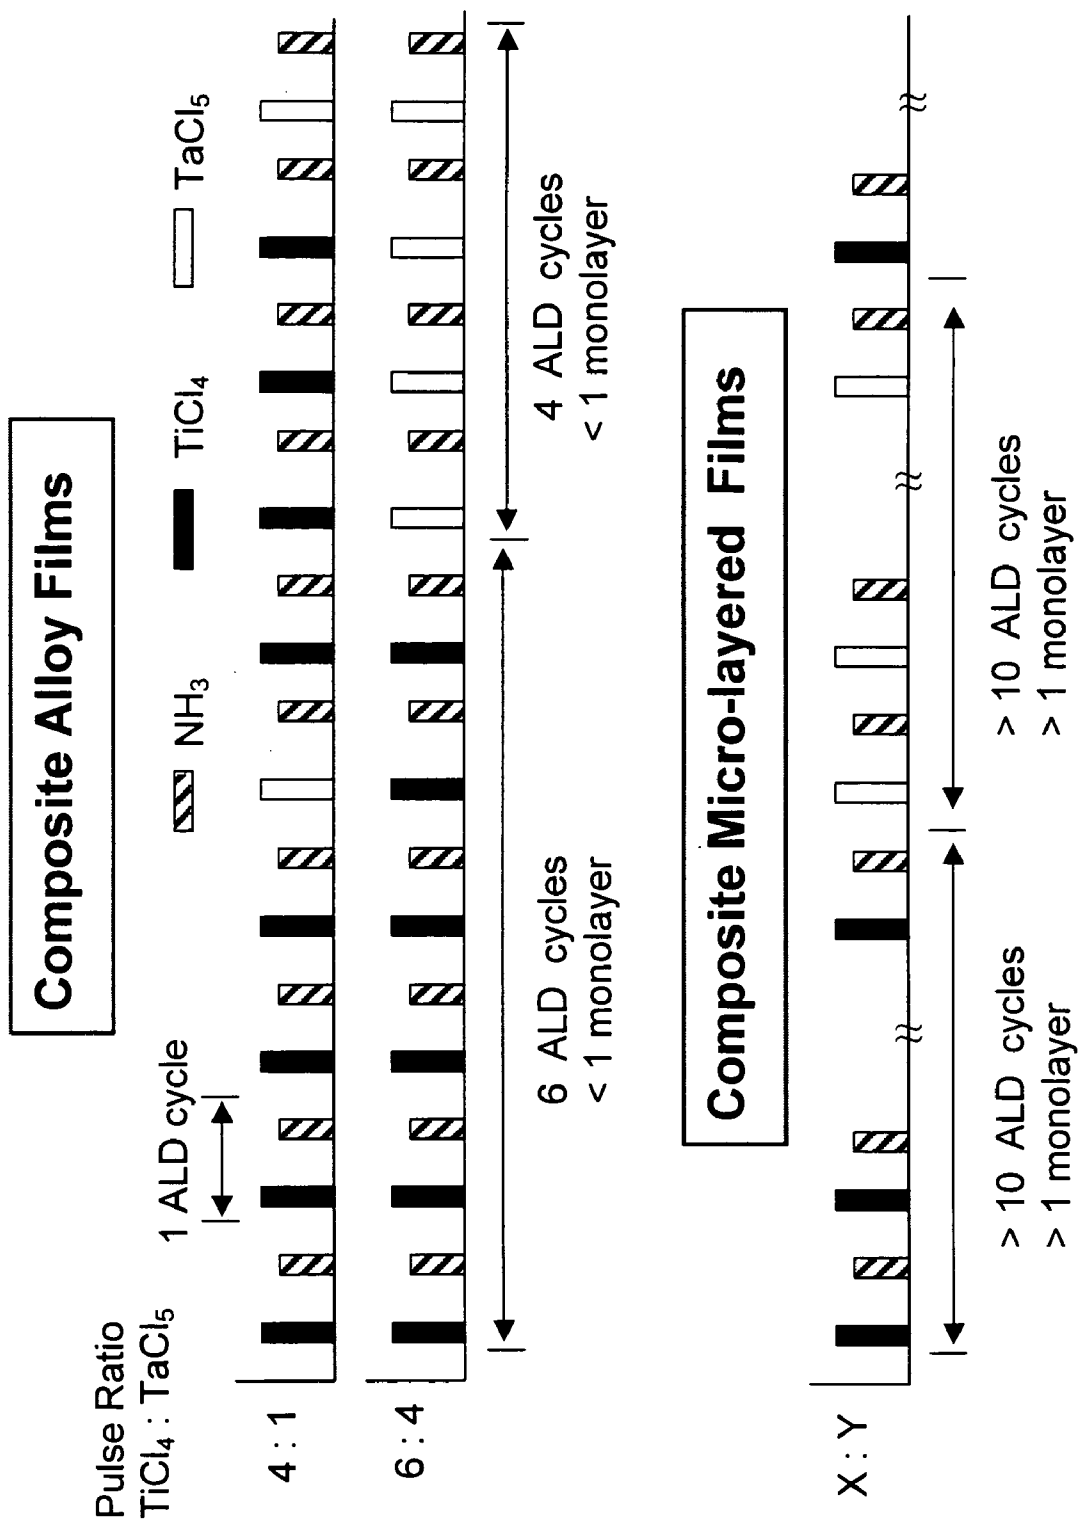 Composite Alloy Films
NH₃
TiCl₄
TaCl₅
Pulse Ratio
TiCl₄ : TaCl₅
1 ALD cycle
4 : 1
6 : 4
6 ALD cycles
< 1 monolayer
4 ALD cycles
< 1 monolayer
Composite Micro-layered Films
X : Y
> 10 ALD cycles
> 1 monolayer
> 10 ALD cycles
> 1 monolayer